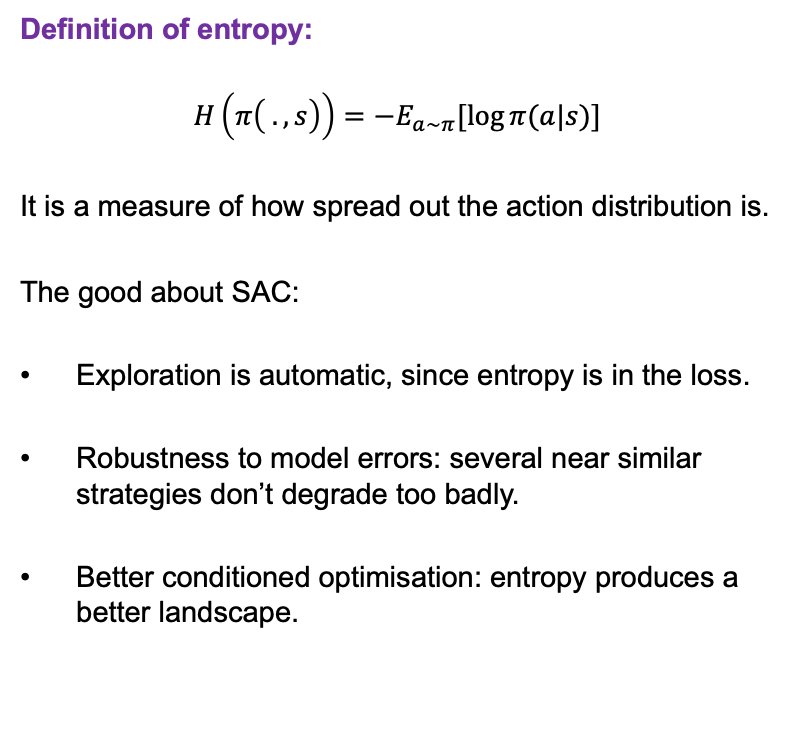 Definition of entropy:
H(π(.,s)) = −E_{a~π}[log π(a|s)]
It is a measure of how spread out the action distribution is.
The good about SAC:
• Exploration is automatic, since entropy is in the loss.
• Robustness to model errors: several near similar
strategies don’t degrade too badly.
• Better conditioned optimisation: entropy produces a
better landscape.